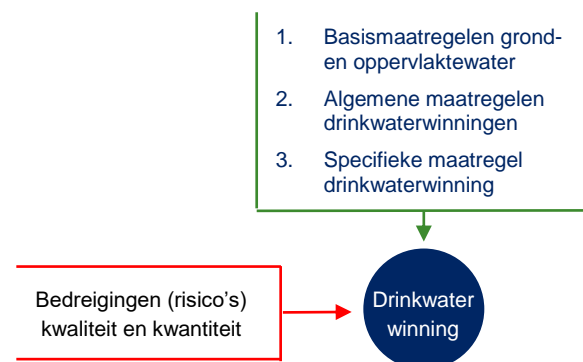 1. Basismaatregelen grond-
en oppervlaktewater
2. Algemene maatregelen
drinkwaterwinningen
3. Specifieke maatregel
drinkwaterwinning
Bedreigingen (risico's)
kwaliteit en kwantiteit
Drinkwater
winning